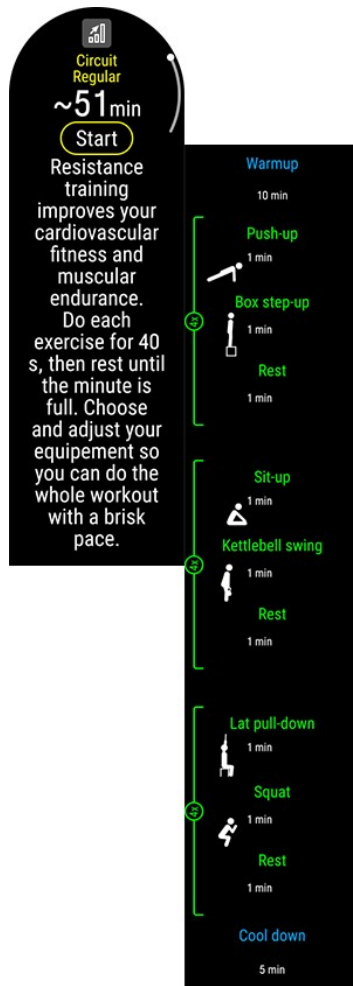 Circuit
Regular
~51min
Start
Resistance
training
improves your
cardiovascular
fitness and
muscular
endurance.
Do each
exercise for 40
s, then rest until
the minute is
full. Choose
and adjust your
equipement so
you can do the
whole workout
with a brisk
pace.
Warmup
10 min
4x
Push-up
1 min
Box step-up
1 min
Rest
1 min
4x
Sit-up
1 min
Kettlebell swing
1 min
Rest
1 min
4x
Lat pull-down
1 min
Squat
1 min
Rest
1 min
Cool down
5 min